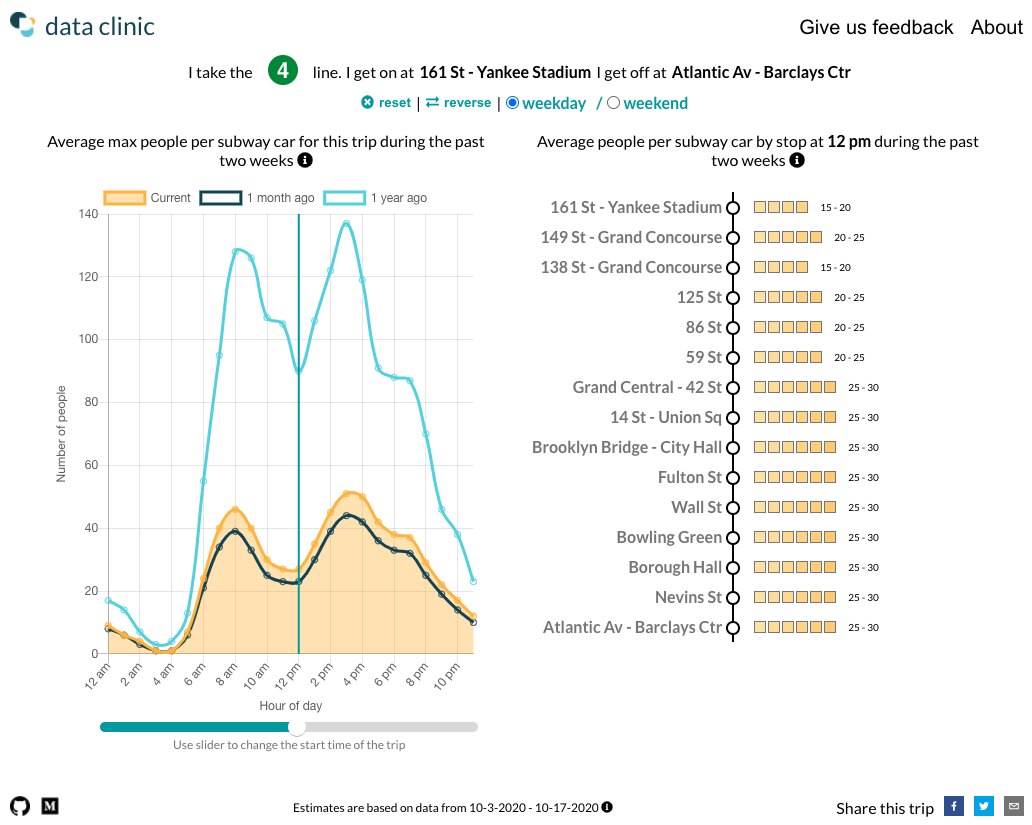 data clinic
Give us feedback About
I take the 4 line. I get on at 161 St - Yankee Stadium I get off at Atlantic Av - Barclays Ctr
reset | reverse | weekday / weekend
Average max people per subway car for this trip during the past
two weeks
Current 1 month ago 1 year ago
140
120
100
80
60
40
20
0
Number of people
12 am 2 am 4 am 6 am 8 am 10 am 12 pm 2 pm 4 pm 6 pm 8 pm 10 pm
Hour of day
Use slider to change the start time of the trip
Average people per subway car by stop at 12 pm during the past
two weeks
161 St - Yankee Stadium 15 - 20
149 St - Grand Concourse 20 - 25
138 St - Grand Concourse 15 - 20
125 St 20 - 25
86 St 20 - 25
59 St 20 - 25
Grand Central - 42 St 25 - 30
14 St - Union Sq 25 - 30
Brooklyn Bridge - City Hall 25 - 30
Fulton St 25 - 30
Wall St 25 - 30
Bowling Green 25 - 30
Borough Hall 25 - 30
Nevins St 25 - 30
Atlantic Av - Barclays Ctr 25 - 30
Estimates are based on data from 10-3-2020 - 10-17-2020
Share this trip